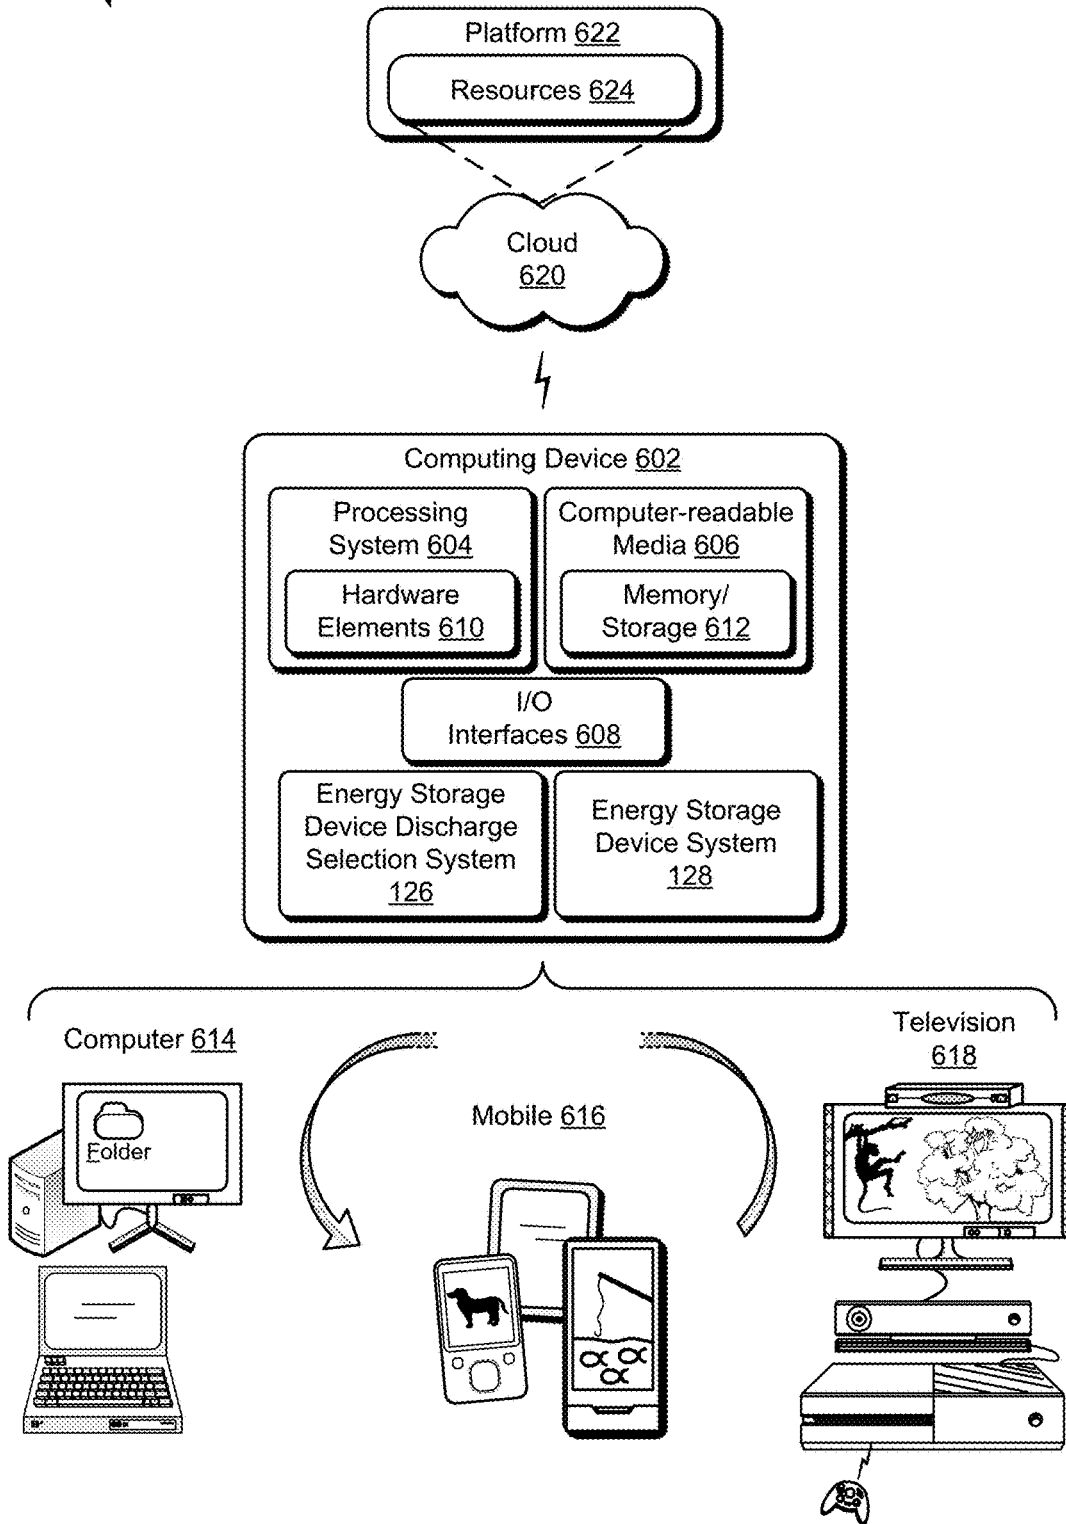 Platform 622
Resources 624
Cloud
620
Computing Device 602
Processing
System 604
Hardware
Elements 610
Computer-readable
Media 606
Memory/
Storage 612
I/O
Interfaces 608
Energy Storage
Device Discharge
Selection System
126
Energy Storage
Device System
128
Computer 614
Folder
Mobile 616
Television
618